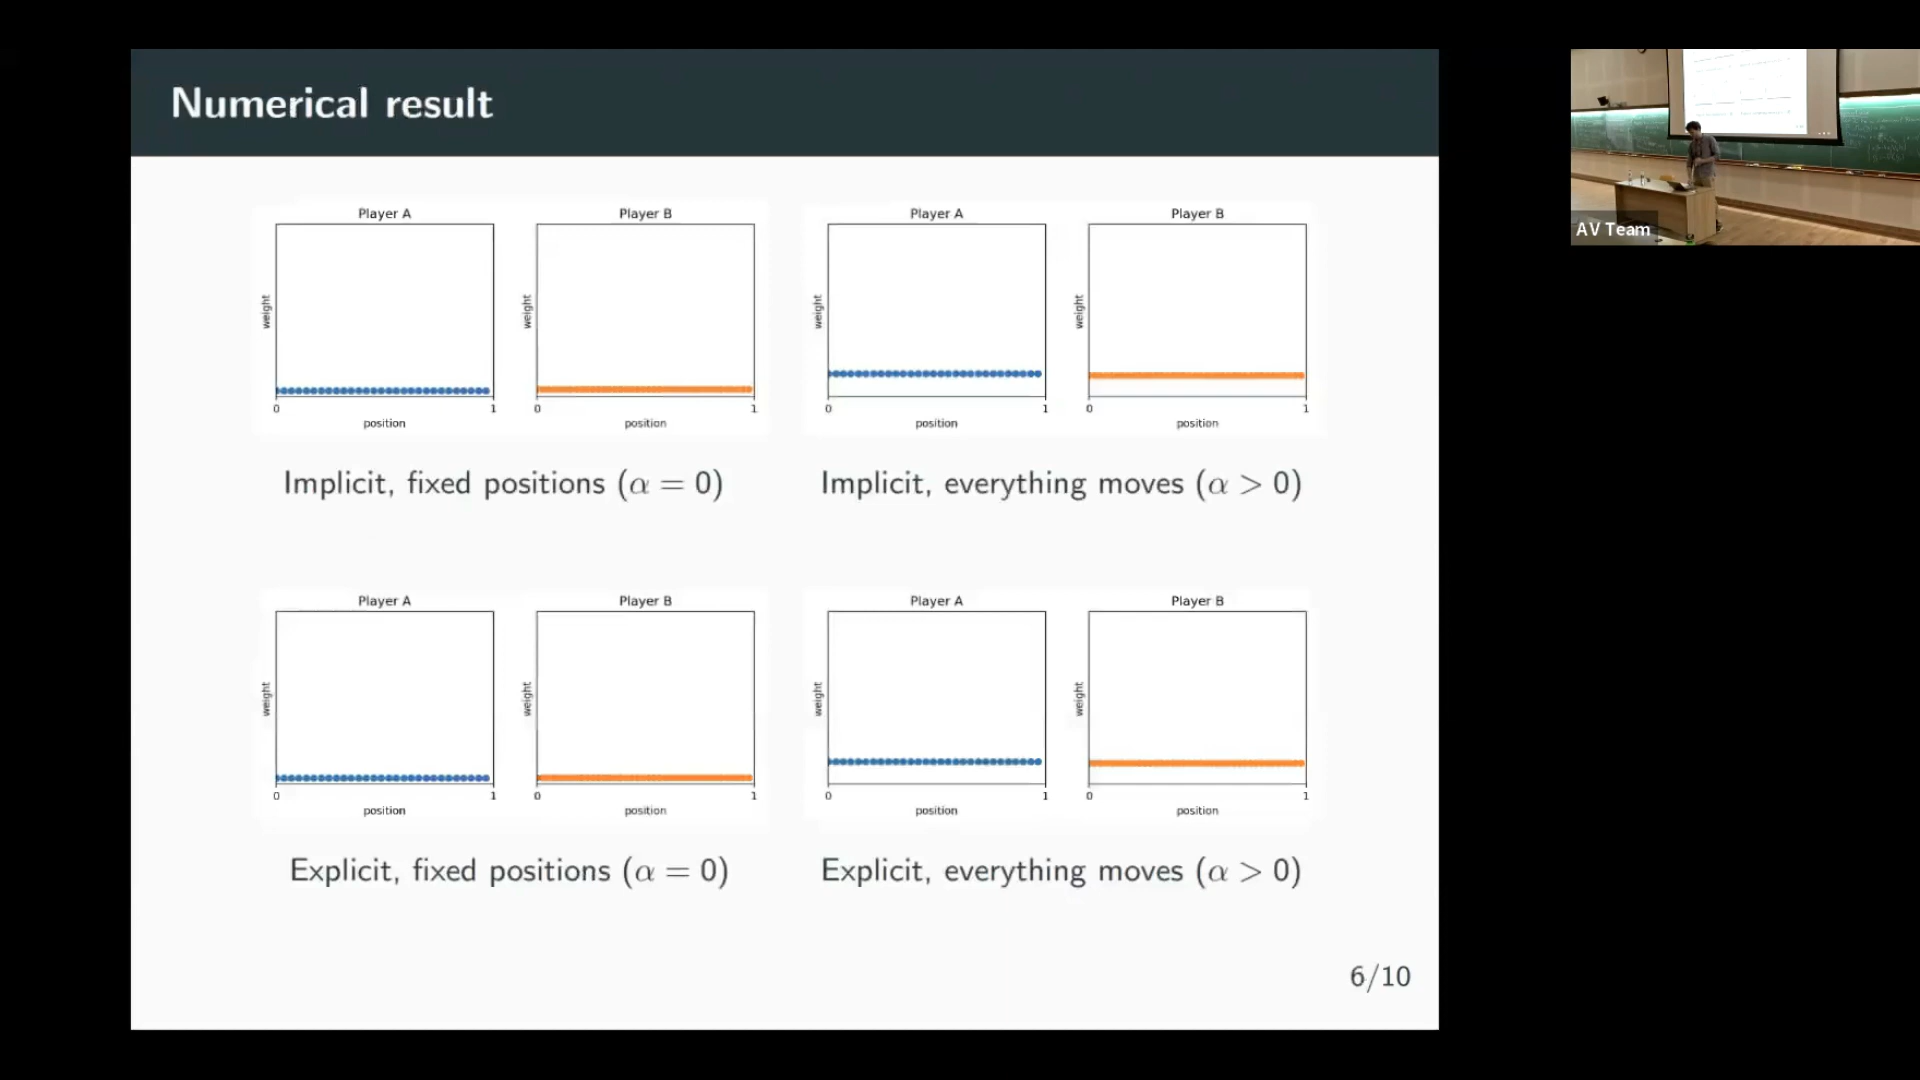 Numerical result
Player A
Player B
Player A
Player B
weight
weight
weight
weight
0 1
0 1
0 1
0 1
position
position
position
position
Implicit, fixed positions (α = 0)
Implicit, everything moves (α > 0)
Player A
Player B
Player A
Player B
weight
weight
weight
weight
0 1
0 1
0 1
0 1
position
position
position
position
Explicit, fixed positions (α = 0)
Explicit, everything moves (α > 0)
6/10
AV Team